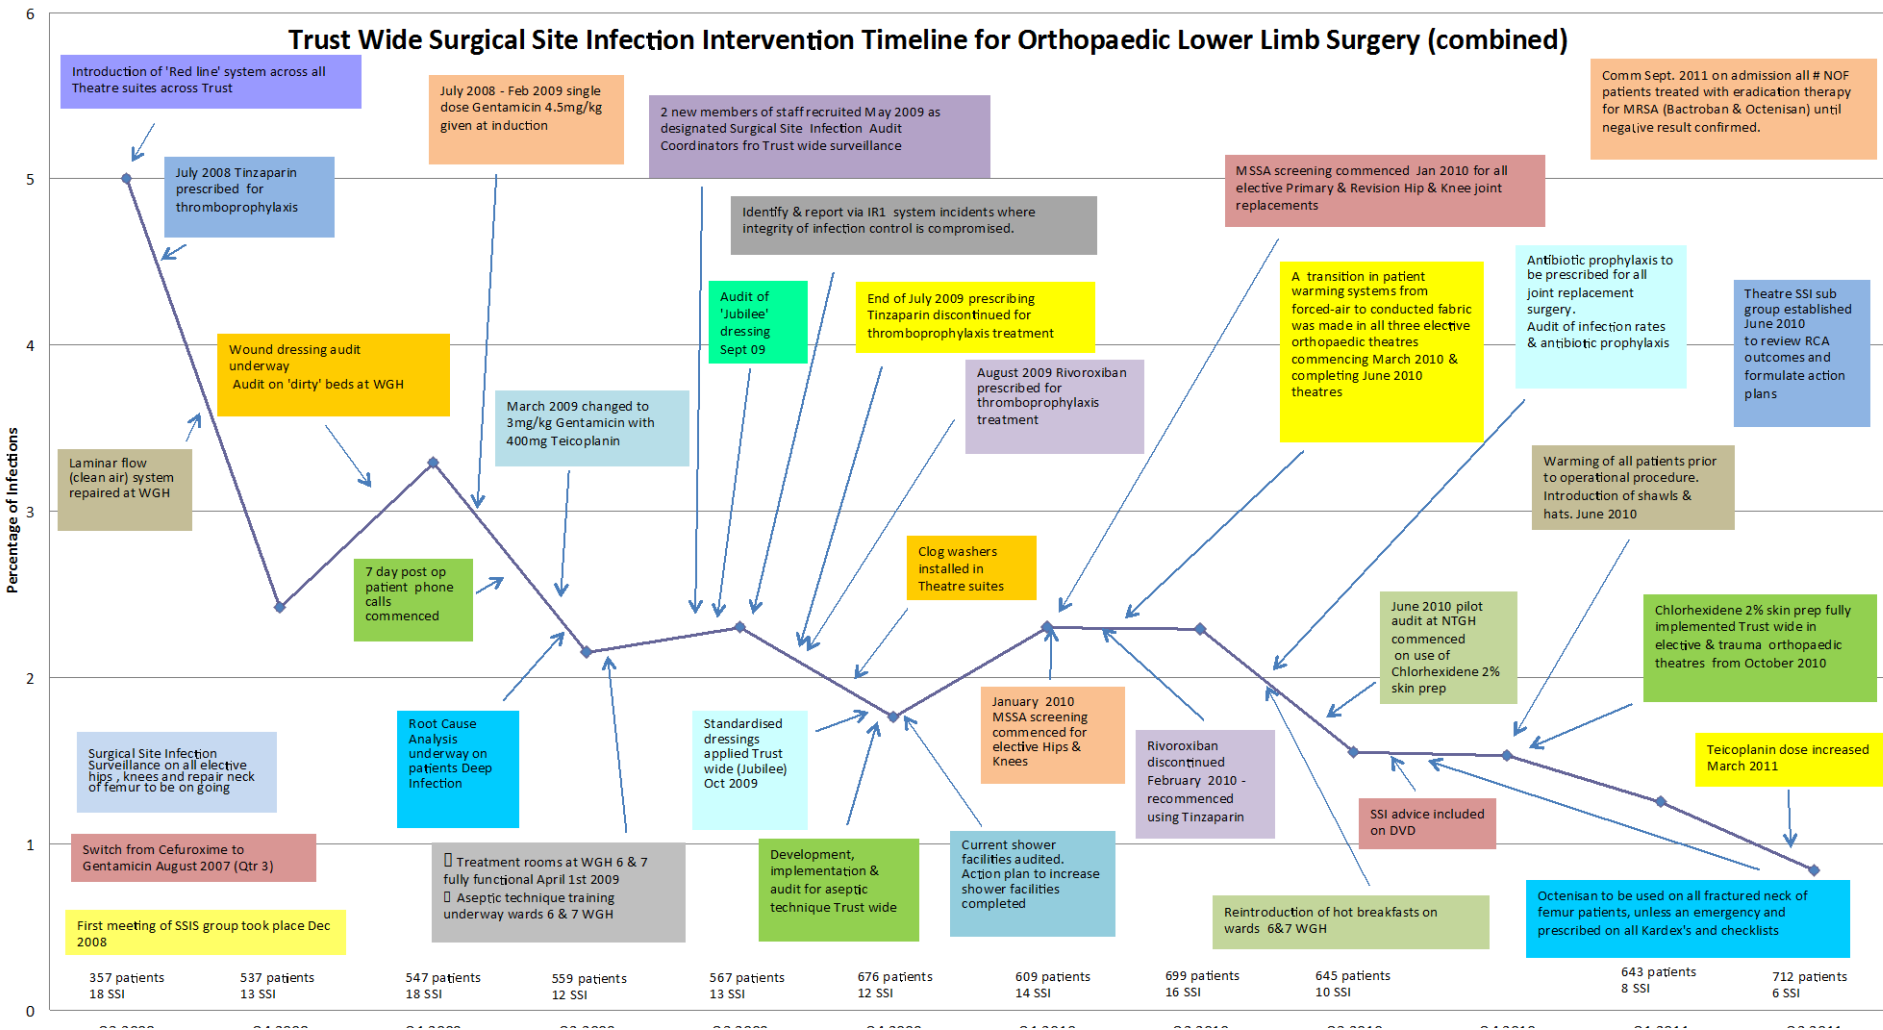 6
Trust Wide Surgical Site Infection Intervention Timeline for Orthopaedic Lower Limb Surgery (combined)
Introduction of 'Red line' system across all
Theatre suites across Trust
July 2008 - Feb 2009 single
dose Gentamicin 4.5mg/kg
given at induction
2 new members of staff recruited May 2009 as
designated Surgical Site Infection Audit
Coordinators fro Trust wide surveillance
Comm Sept. 2011 on admission all # NOF
patients treated with eradication therapy
for MRSA (Bactroban & Octenisan) until
negative result confirmed.
5
July 2008 Tinzaparin
prescribed for
thromboprophylaxis
MSSA screening commenced Jan 2010 for all
elective Primary & Revision Hip & Knee joint
replacements
Identify & report via IR1 system incidents where
integrity of infection control is compromised.
Audit of
'Jubilee'
dressing
Sept 09
End of July 2009 prescribing
Tinzaparin discontinued for
thromboprophylaxis treatment
A transition in patient
warming systems from
forced-air to conducted fabric
was made in all three elective
orthopaedic theatres
commencing March 2010 &
completing June 2010
theatres
Antibiotic prophylaxis to
be prescribed for all
joint replacement
surgery.
Audit of infection rates
& antibiotic prophylaxis
Theatre SSI sub
group established
June 2010
to review RCA
outcomes and
formulate action
plans
4
Wound dressing audit
underway
Audit on 'dirty' beds at WGH
August 2009 Rivoroxiban
prescribed for
thromboprophylaxis
treatment
March 2009 changed to
3mg/kg Gentamicin with
400mg Teicoplanin
Laminar flow
(clean air) system
repaired at WGH
Warming of all patients prior
to operational procedure.
Introduction of shawls &
hats. June 2010
3
Percentage of Infections
7 day post op
patient phone
calls
commenced
Clog washers
installed in
Theatre suites
June 2010 pilot
audit at NTGH
commenced
on use of
Chlorhexidene 2%
skin prep
Chlorhexidene 2% skin prep fully
implemented Trust wide in
elective & trauma orthopaedic
theatres from October 2010
2
Root Cause
Analysis
underway on
patients Deep
Infection
Standardised
dressings
applied Trust
wide (Jubilee)
Oct 2009
January 2010
MSSA screening
commenced for
elective Hips &
Knees
Rivoroxiban
discontinued
February 2010 -
recommenced
using Tinzaparin
Surgical Site Infection
Surveillance on all elective
hips , knees and repair neck
of femur to be on going
Teicoplanin dose increased
March 2011
SSI advice included
on DVD
1
Switch from Cefuroxime to
Gentamicin August 2007 (Qtr 3)
Treatment rooms at WGH 6 & 7
fully functional April 1st 2009
Aseptic technique training
underway wards 6 & 7 WGH
Development,
implementation &
audit for aseptic
technique Trust wide
Current shower
facilities audited.
Action plan to increase
shower facilities
completed
Reintroduction of hot breakfasts on
wards 6&7 WGH
Octenisan to be used on all fractured neck of
femur patients, unless an emergency and
prescribed on all Kardex's and checklists
First meeting of SSIS group took place Dec
2008
357 patients
18 SSI
537 patients
13 SSI
547 patients
18 SSI
559 patients
12 SSI
567 patients
13 SSI
676 patients
12 SSI
609 patients
14 SSI
699 patients
16 SSI
645 patients
10 SSI
643 patients
8 SSI
712 patients
6 SSI
0